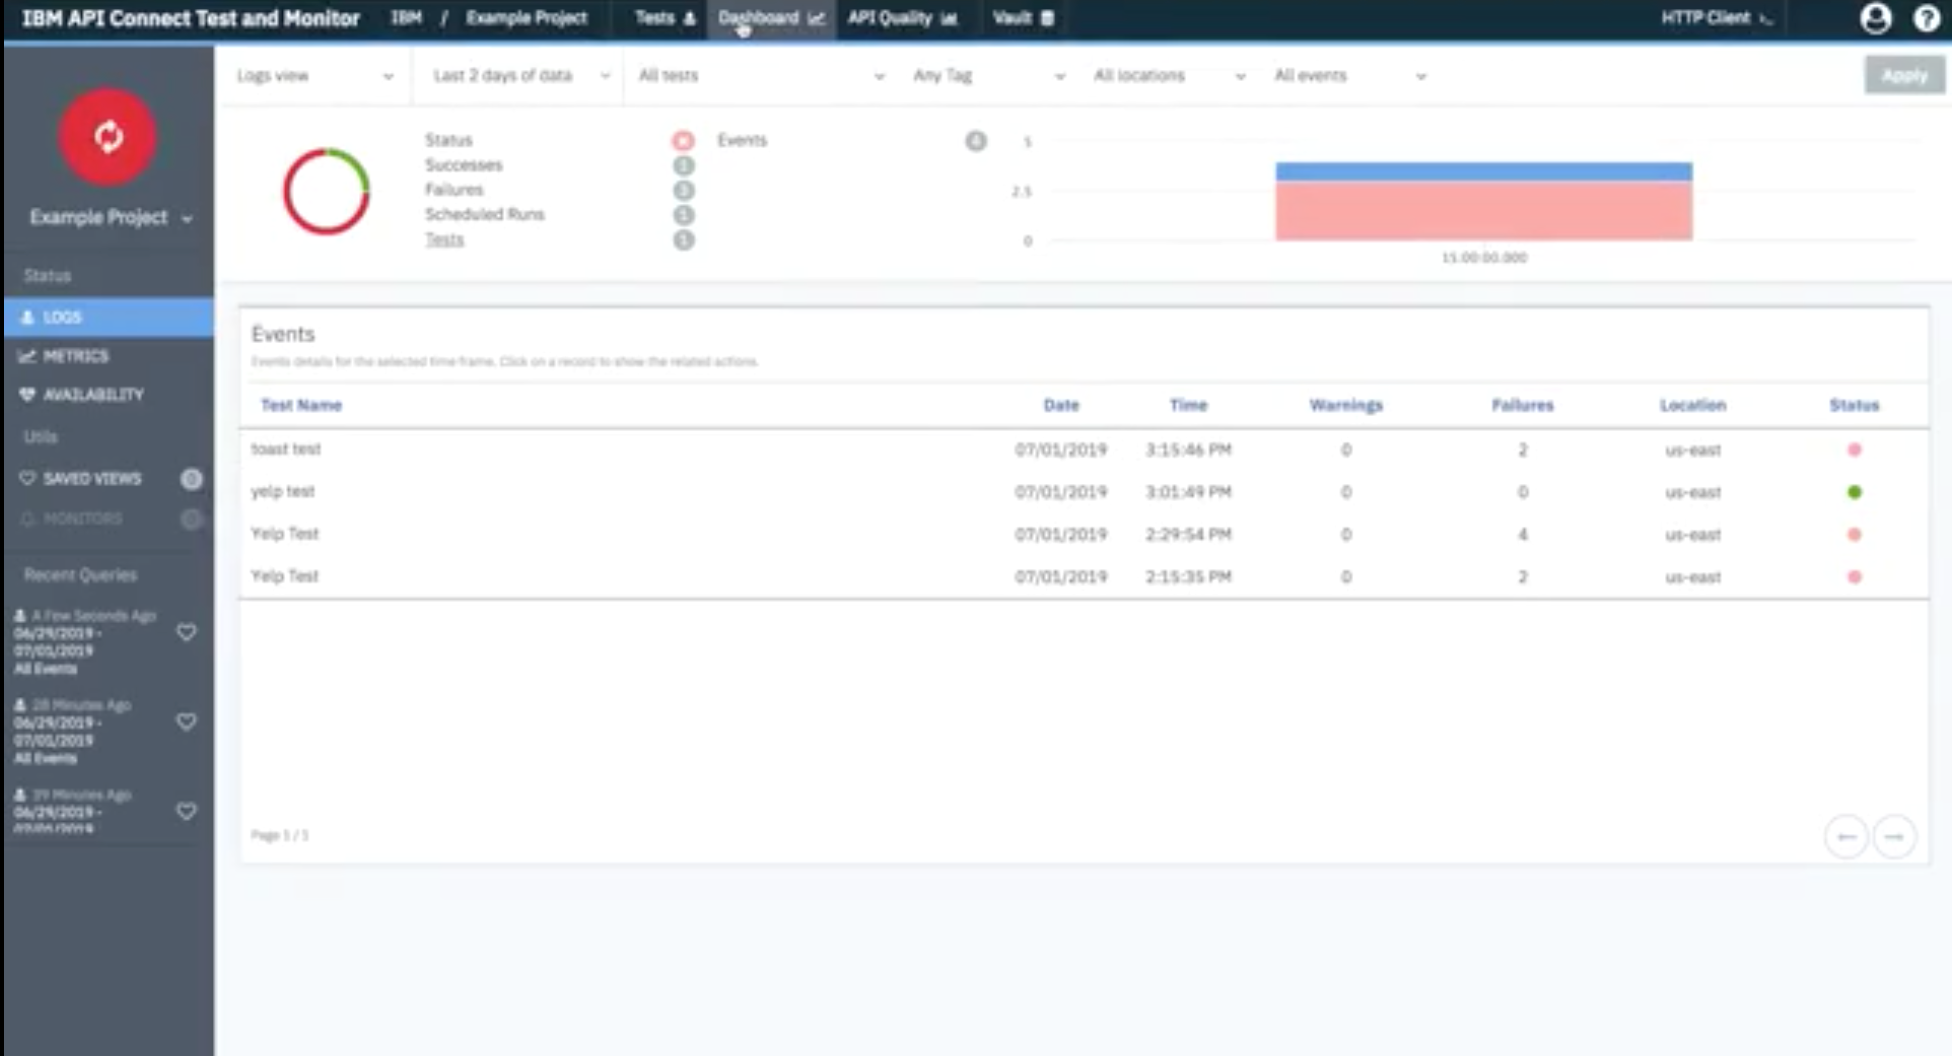 IBM API Connect Test and Monitor IBM / Example Project Tests Dashboard API Quality Vault HTTP Client >_ ?
Logs view Last 2 days of data All tests Any Tag All locations All events Apply
Example Project
Status
LOGS
METRICS
AVAILABILITY
Utils
SAVED VIEWS 0
MONITORS 0
Recent Queries
A Few Seconds Ago
06/29/2019 -
07/01/2019
All Events
28 Minutes Ago
06/29/2019 -
07/01/2019
All Events
39 Minutes Ago
06/29/2019 -
07/01/2019
Status
Successes 1
Failures 3
Scheduled Runs 1
Tests
Events 4
5
2.5
0
15:00:00.000
Events
Events details for the selected time frame. Click on a record to show the related actions.
Test Name Date Time Warnings Failures Location Status
toast test 07/01/2019 3:15:46 PM 0 2 us-east
yelp test 07/01/2019 3:01:49 PM 0 0 us-east
Yelp Test 07/01/2019 2:29:54 PM 0 4 us-east
Yelp Test 07/01/2019 2:15:35 PM 0 2 us-east
Page 1 / 1